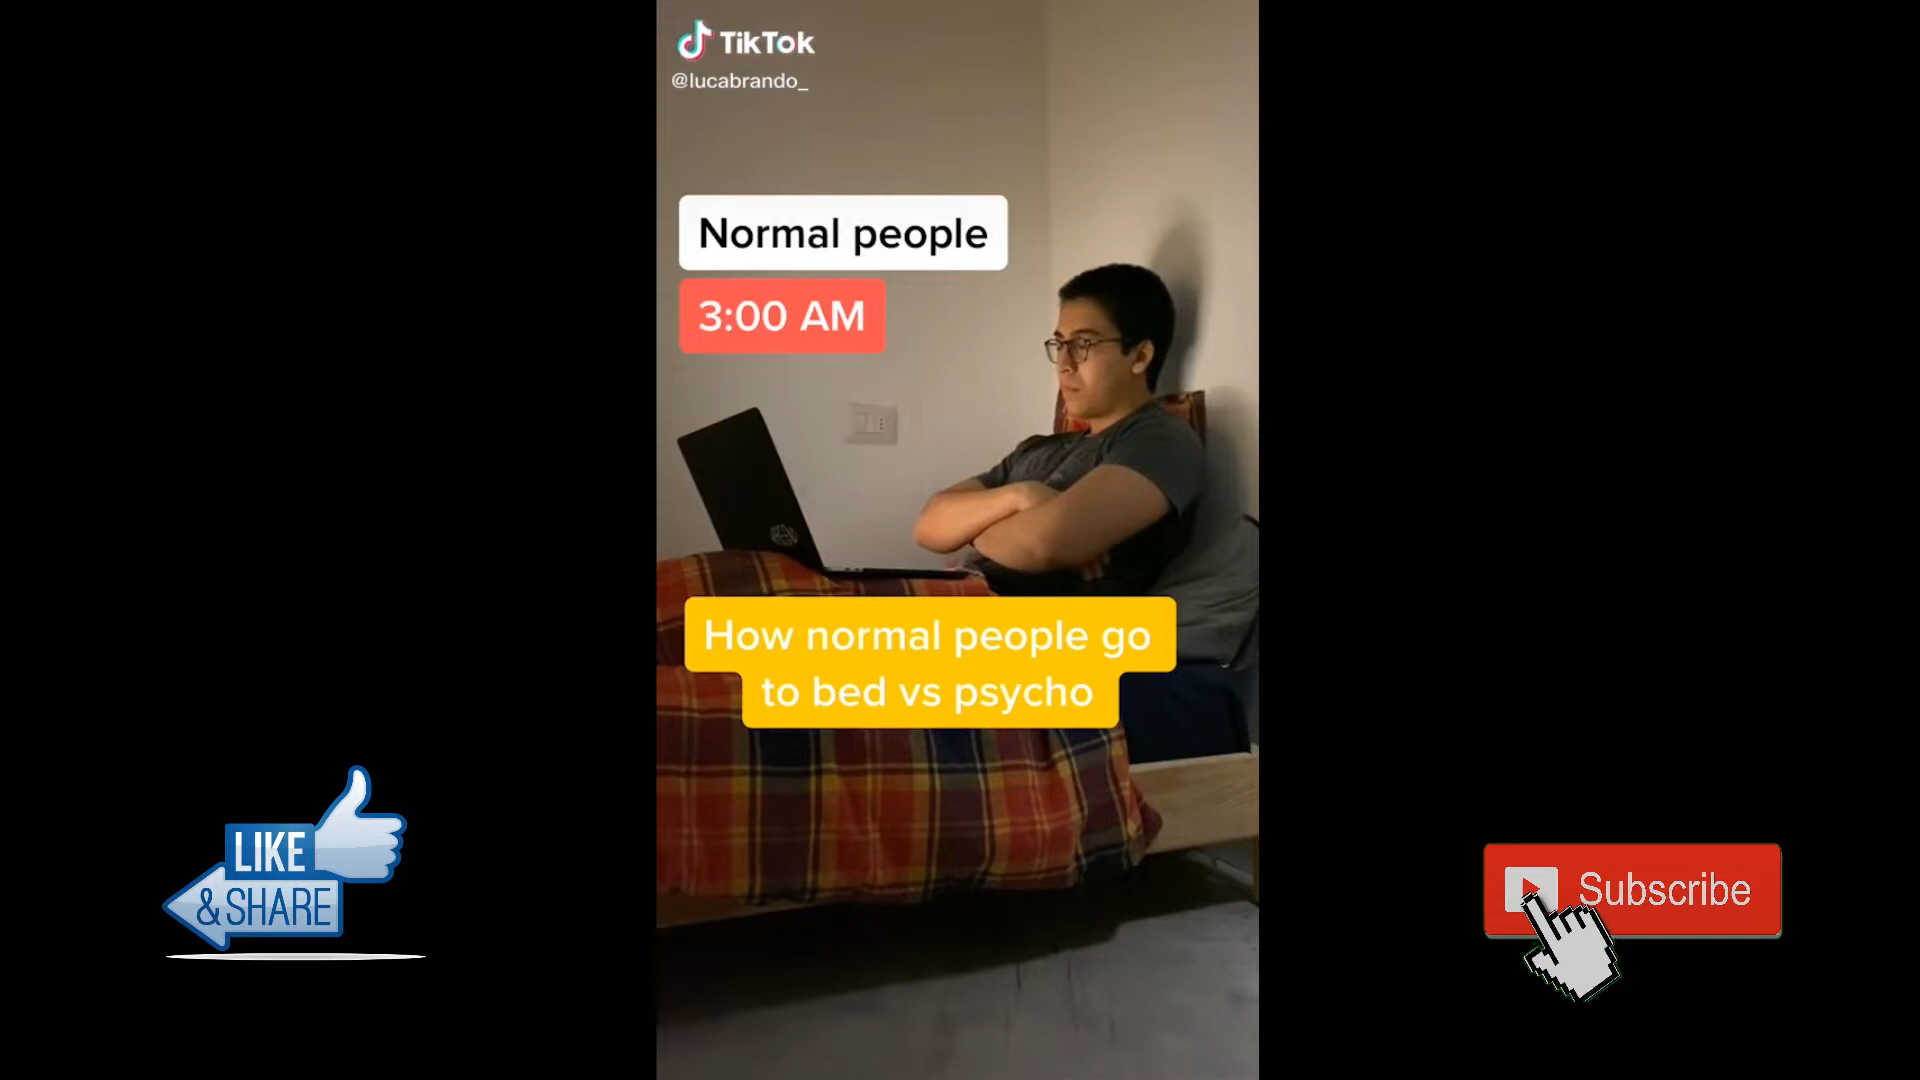 TikTok
@lucabrando_
Normal people
3:00 AM
How normal people go
to bed vs psycho
LIKE
& SHARE
Subscribe